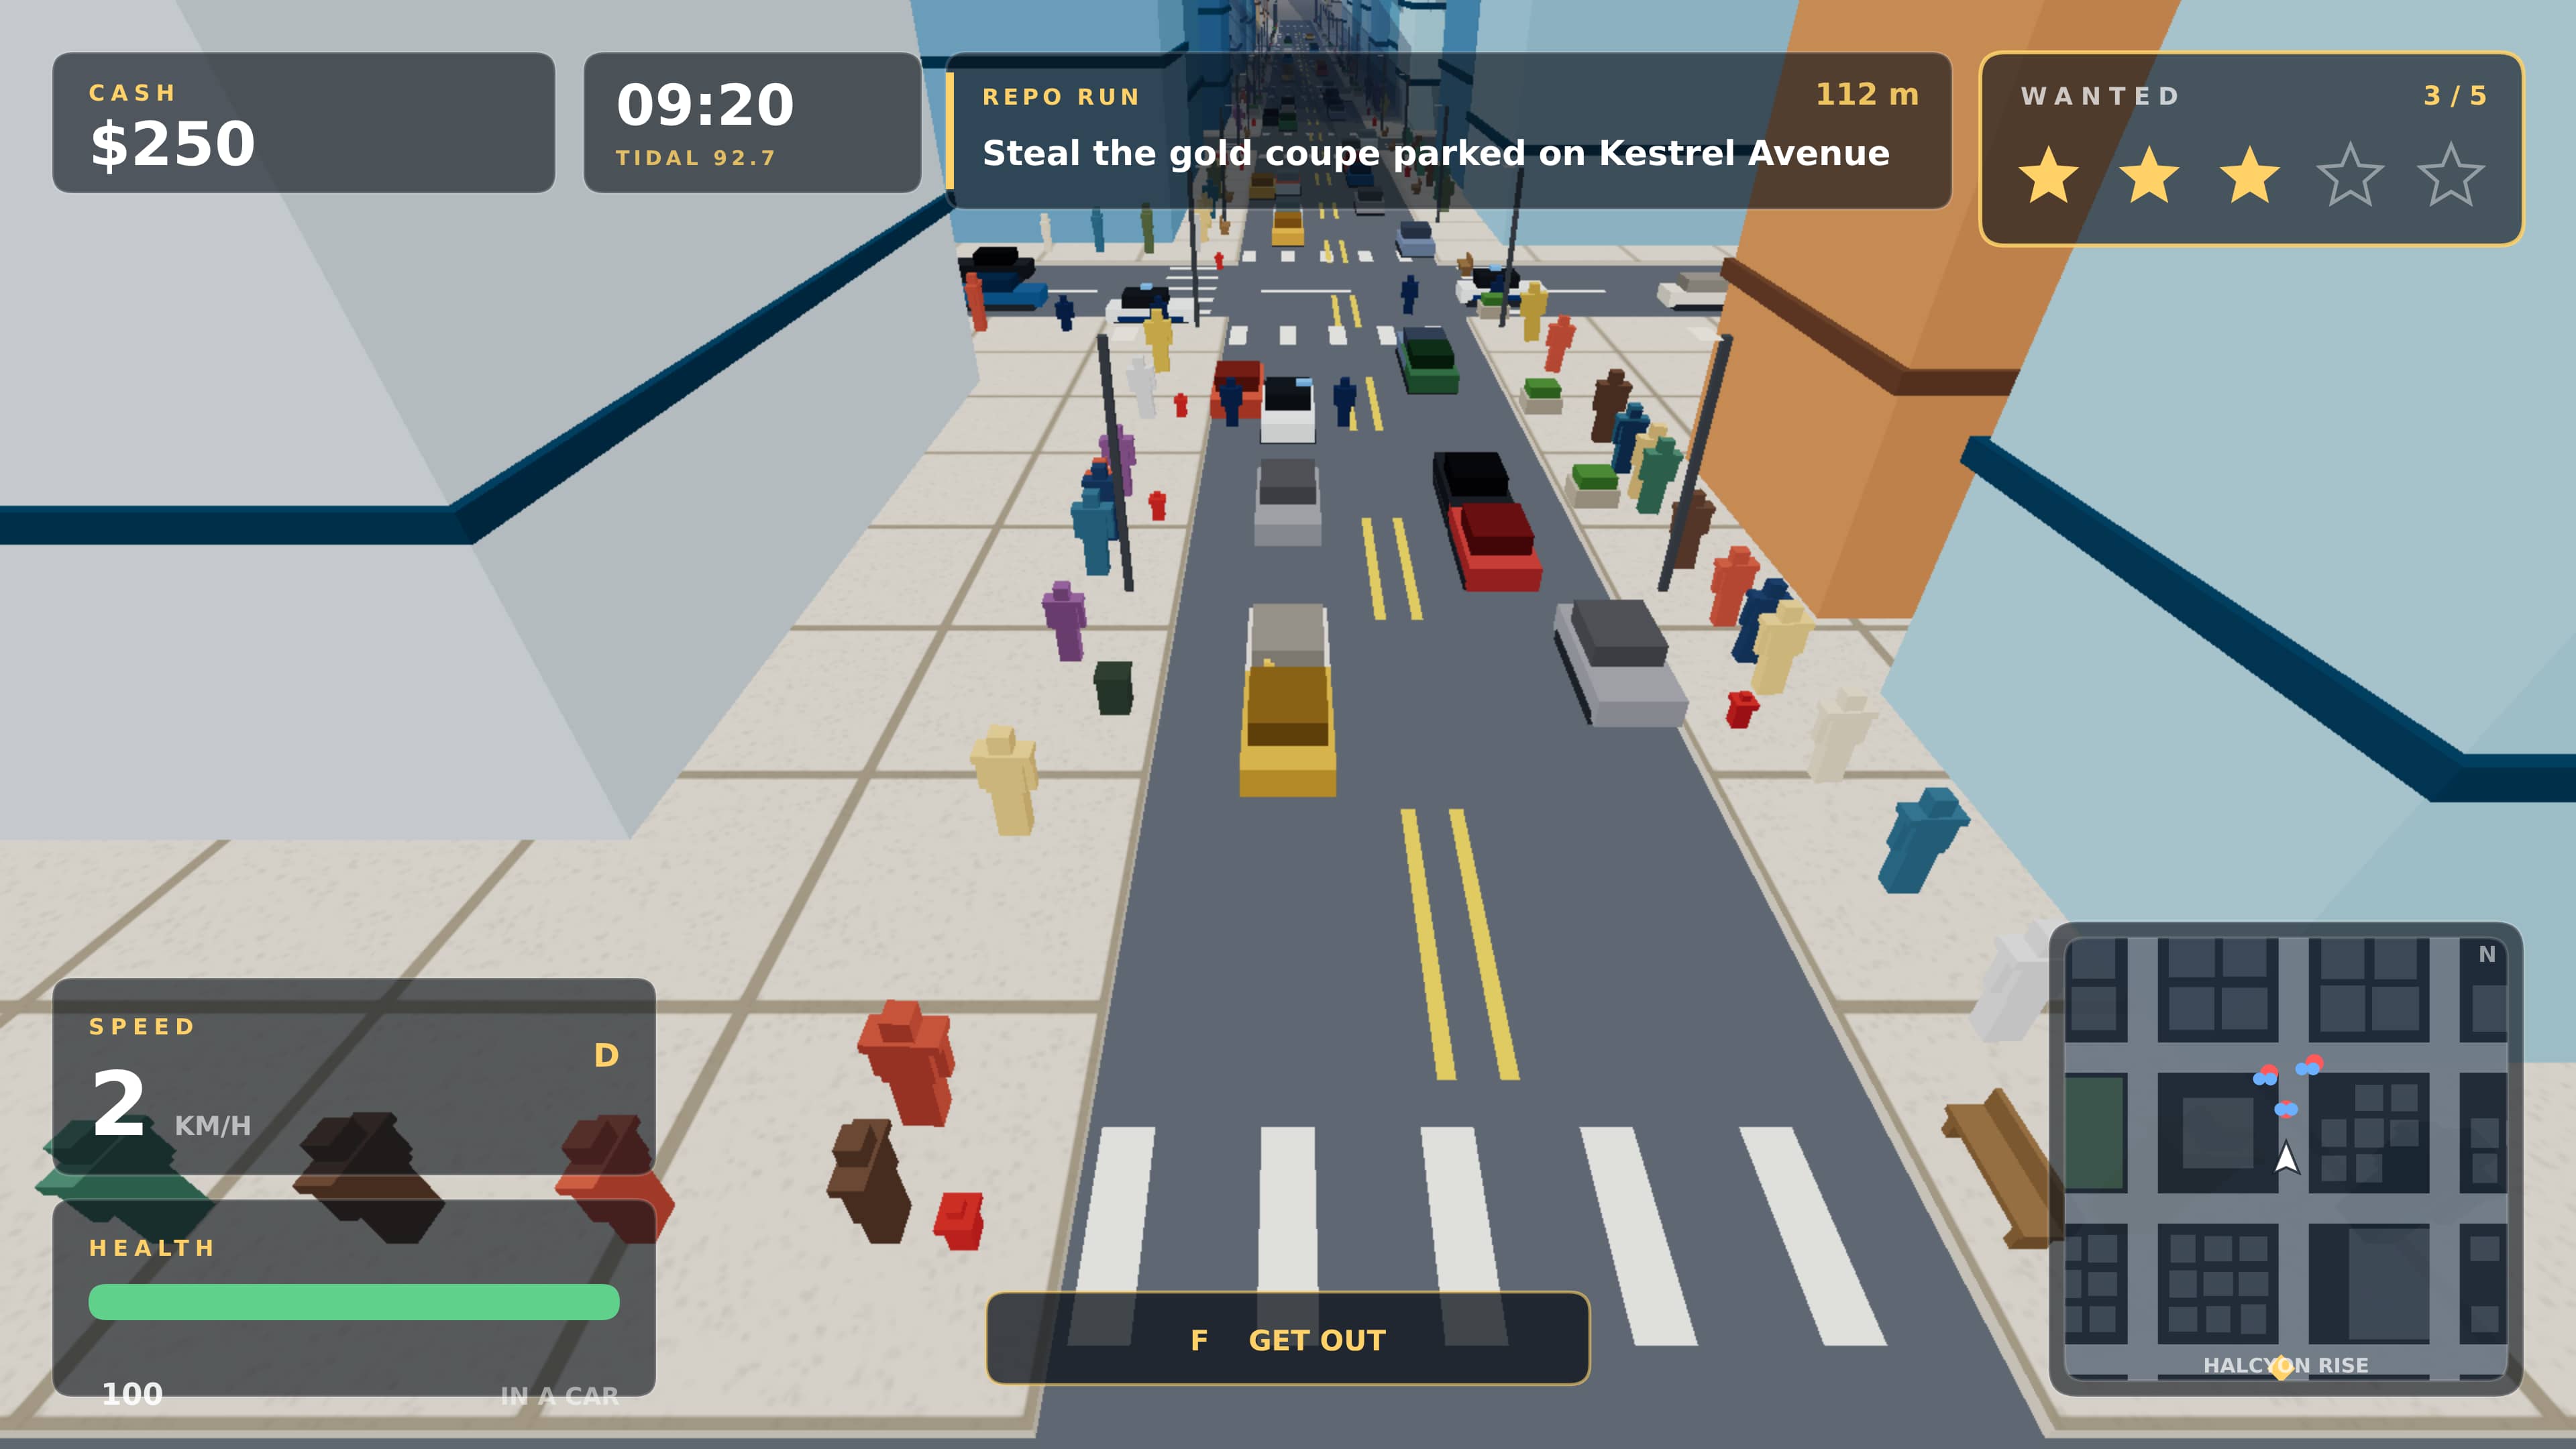 CASH
$250
09:20
TIDAL 92.7
REPO RUN
112 m
Steal the gold coupe parked on Kestrel Avenue
WANTED
3 / 5
SPEED
D
2 KM/H
HEALTH
100
IN A CAR
F GET OUT
N
HALCYON RISE